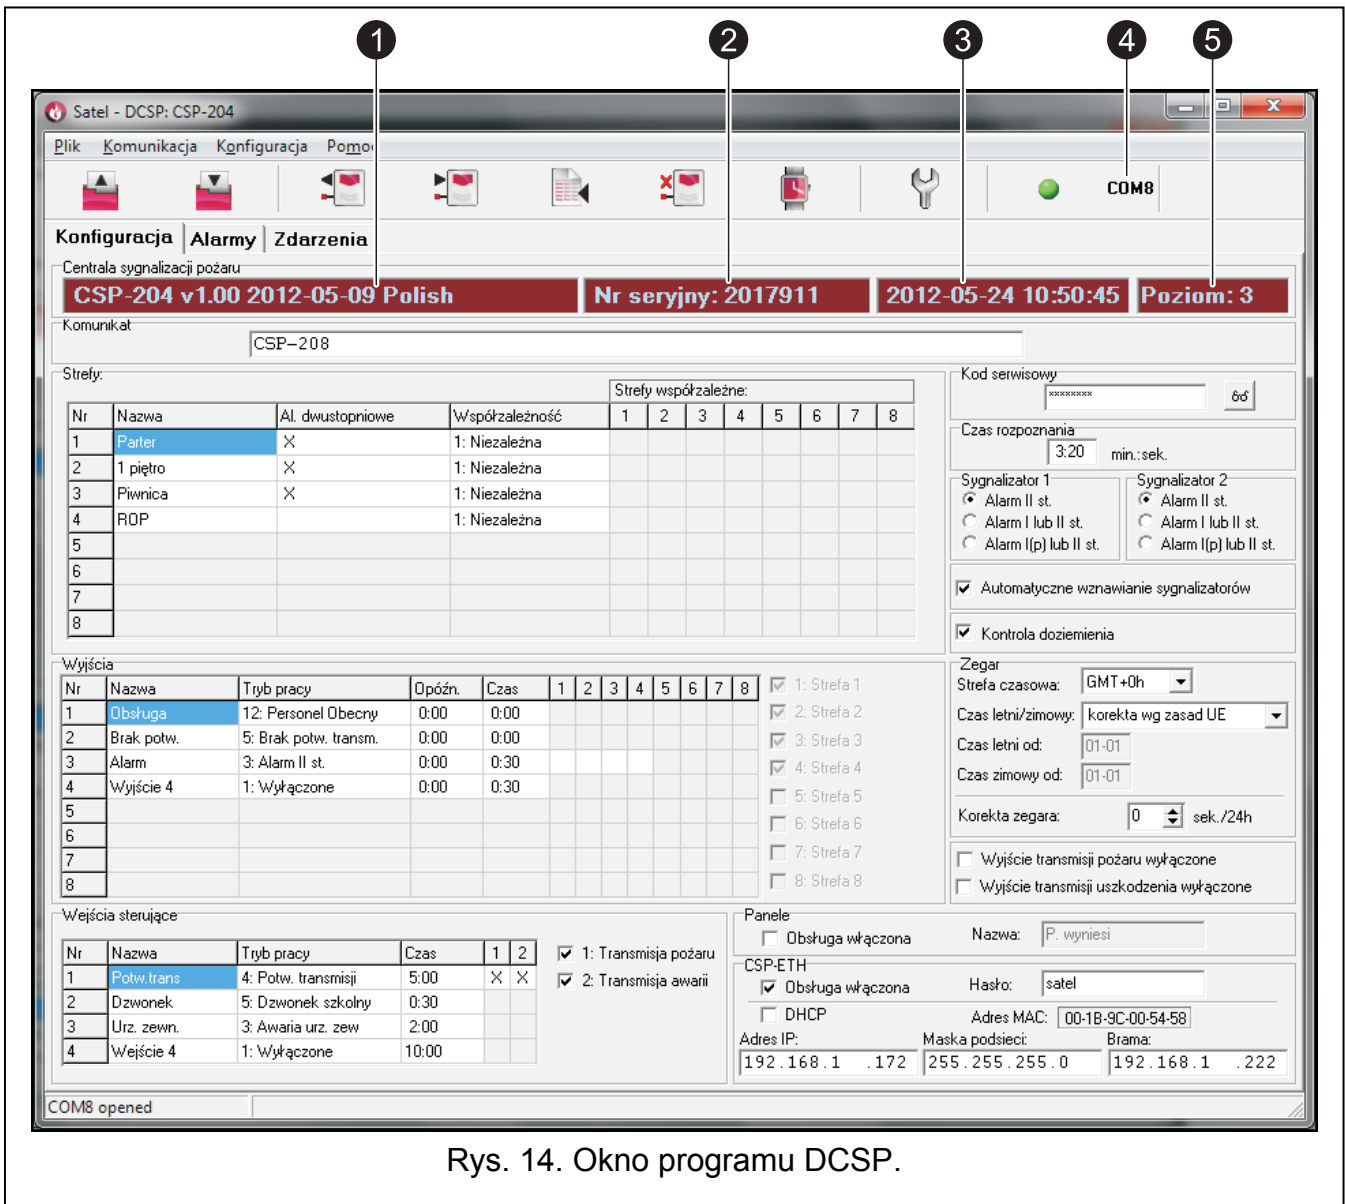 1 2 3 4 5
Satel - DCSP: CSP-204
Plik Komunikacja Konfiguracja Pomoc
COM8
Konfiguracja Alarmy Zdarzenia
Centrala sygnalizacji pożaru
CSP-204 v1.00 2012-05-09 Polish Nr seryjny: 2017911 2012-05-24 10:50:45 Poziom: 3
Komunikat
CSP-208
Strefy:
Strefy współzależne:
Nr Nazwa Al. dwustopniowe Współzależność 1 2 3 4 5 6 7 8
1 Parter X 1: Niezależna
2 1 piętro X 1: Niezależna
3 Piwnica X 1: Niezależna
4 ROP 1: Niezależna
5
6
7
8
Kod serwisowy
********
Czas rozpoznania
3:20 min.:sek.
Sygnalizator 1
Alarm II st.
Alarm I lub II st.
Alarm I(p) lub II st.
Sygnalizator 2
Alarm II st.
Alarm I lub II st.
Alarm I(p) lub II st.
Automatyczne wznawianie sygnalizatorów
Kontrola doziemienia
Wyjścia
Nr Nazwa Tryb pracy Opóźn. Czas 1 2 3 4 5 6 7 8
1 Obsługa 12: Personel Obecny 0:00 0:00
2 Brak potw. 5: Brak potw. transm. 0:00 0:00
3 Alarm 3: Alarm II st. 0:00 0:30
4 Wyjście 4 1: Wyłączone 0:00 0:30
5
6
7
8
1: Strefa 1
2: Strefa 2
3: Strefa 3
4: Strefa 4
5: Strefa 5
6: Strefa 6
7: Strefa 7
8: Strefa 8
Zegar
Strefa czasowa: GMT+0h
Czas letni/zimowy: korekta wg zasad UE
Czas letni od: 01-01
Czas zimowy od: 01-01
Korekta zegara: 0 sek./24h
Wyjście transmisji pożaru wyłączone
Wyjście transmisji uszkodzenia wyłączone
Wejścia sterujące
Nr Nazwa Tryb pracy Czas 1 2
1 Potw.trans 4: Potw. transmisji 5:00 X X
2 Dzwonek 5: Dzwonek szkolny 0:30
3 Urz. zewn. 3: Awaria urz. zew 2:00
4 Wejście 4 1: Wyłączone 10:00
1: Transmisja pożaru
2: Transmisja awarii
Panele
Obsługa włączona Nazwa: P. wyniesi
CSP-ETH
Obsługa włączona Hasło: satel
DHCP Adres MAC: 00-1B-9C-00-54-58
Adres IP: Maska podsieci: Brama:
192.168.1 .172 255.255.255.0 192.168.1 .222
COM8 opened
Rys. 14. Okno programu DCSP.